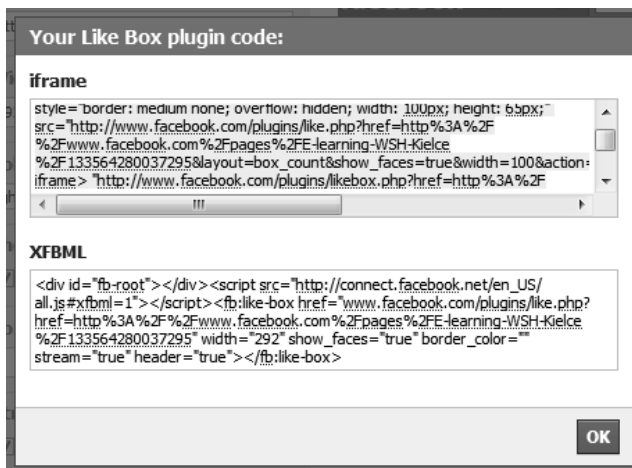 Your Like Box plugin code:
iframe
style="border: medium none; overflow: hidden; width: 100px; height: 65px;"
src="http://www.facebook.com/plugins/like.php?href=http%3A%2F
%2Fwww.facebook.com%2Fpages%2FE-learning-WSH-Kielce
%2F133564280037295&layout=box_count&show_faces=true&width=100&action=
iframe> "http://www.facebook.com/plugins/likebox.php?href=http%3A%2F
XFBML
<div id="fb-root"></div><script src="http://connect.facebook.net/en_US/
all.js#xfbml=1"></script><fb:like-box href="www.facebook.com/plugins/like.php?
href=http%3A%2F%2Fwww.facebook.com%2Fpages%2FE-learning-WSH-Kielce
%2F133564280037295" width="292" show_faces="true" border_color=""
stream="true" header="true"></fb:like-box>
OK